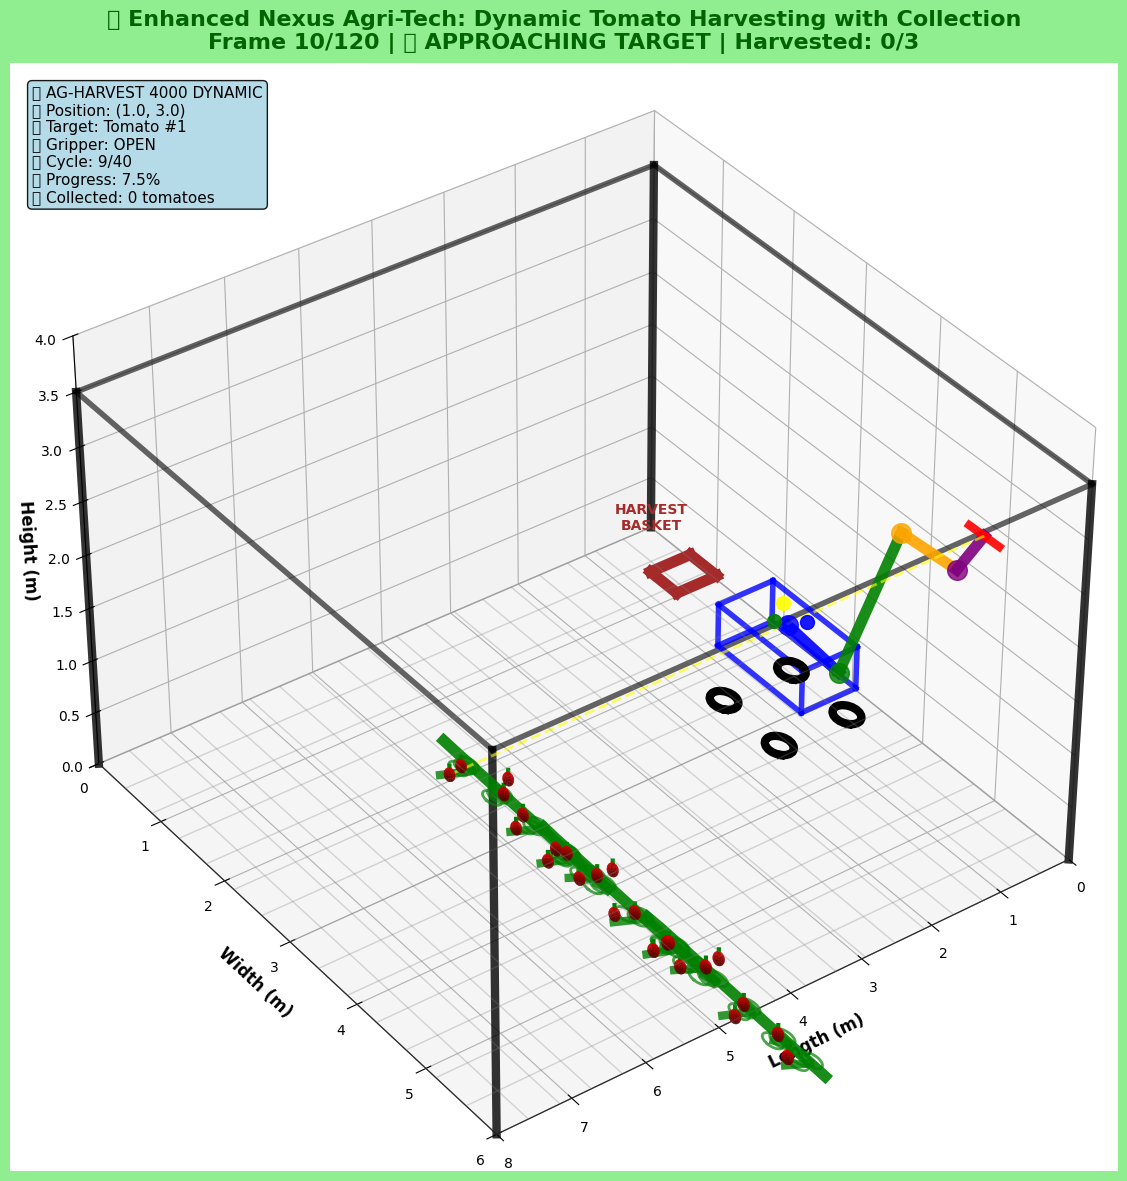 ▯ Enhanced Nexus Agri-Tech: Dynamic Tomato Harvesting with Collection
Frame 10/120 | ▯ APPROACHING TARGET | Harvested: 0/3
▯ AG-HARVEST 4000 DYNAMIC
▯ Position: (1.0, 3.0)
▯ Target: Tomato #1
▯ Gripper: OPEN
▯ Cycle: 9/40
▯ Progress: 7.5%
▯ Collected: 0 tomatoes
4.0
3.5
3.0
2.5
2.0
1.5
1.0
0.5
0.0
Height (m)
HARVEST
BASKET
0
1
2
3
4
5
6
Width (m)
0
1
2
3
4
5
6
7
8
Length (m)